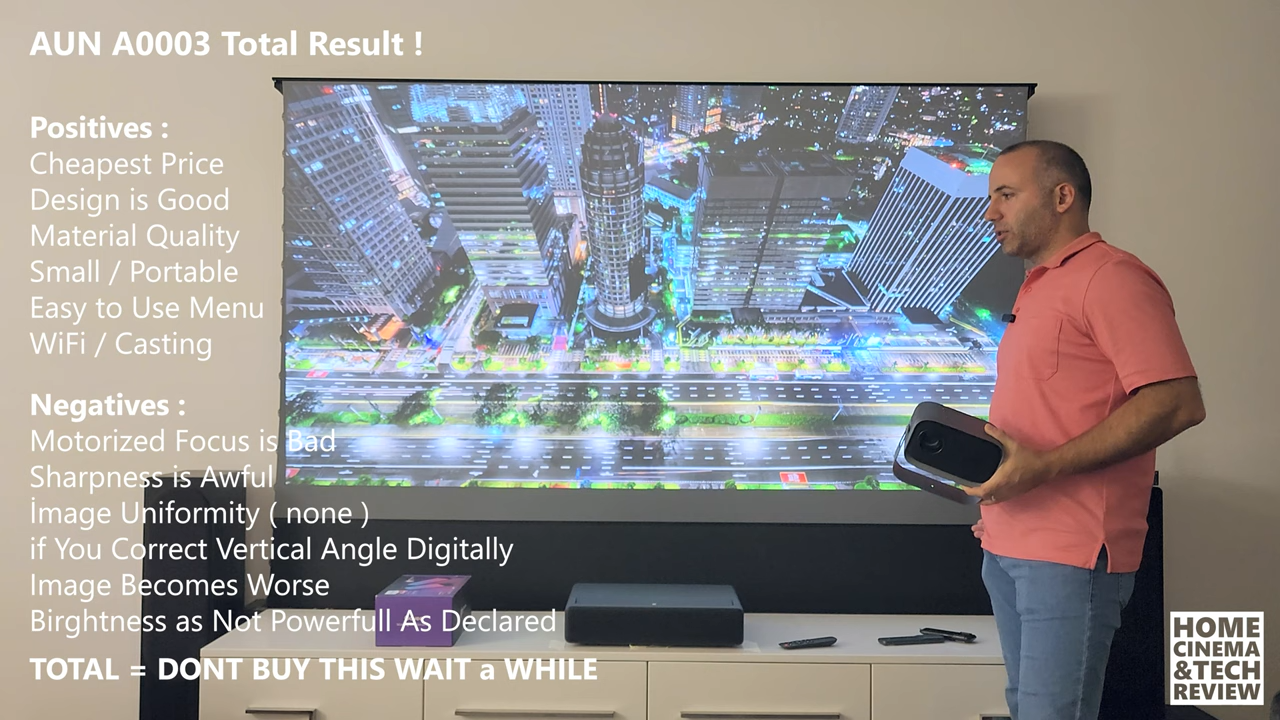 AUN A0003 Total Result !
Positives :
Cheapest Price
Design is Good
Material Quality
Small / Portable
Easy to Use Menu
WiFi / Casting
Negatives :
Motorized Focus is Bad
Sharpness is Awful
İmage Uniformity ( none )
if You Correct Vertical Angle Digitally
Image Becomes Worse
Birghtness as Not Powerfull As Declared
TOTAL = DONT BUY THIS WAIT a WHILE
HOME
CINEMA
&TECH
REVIEW